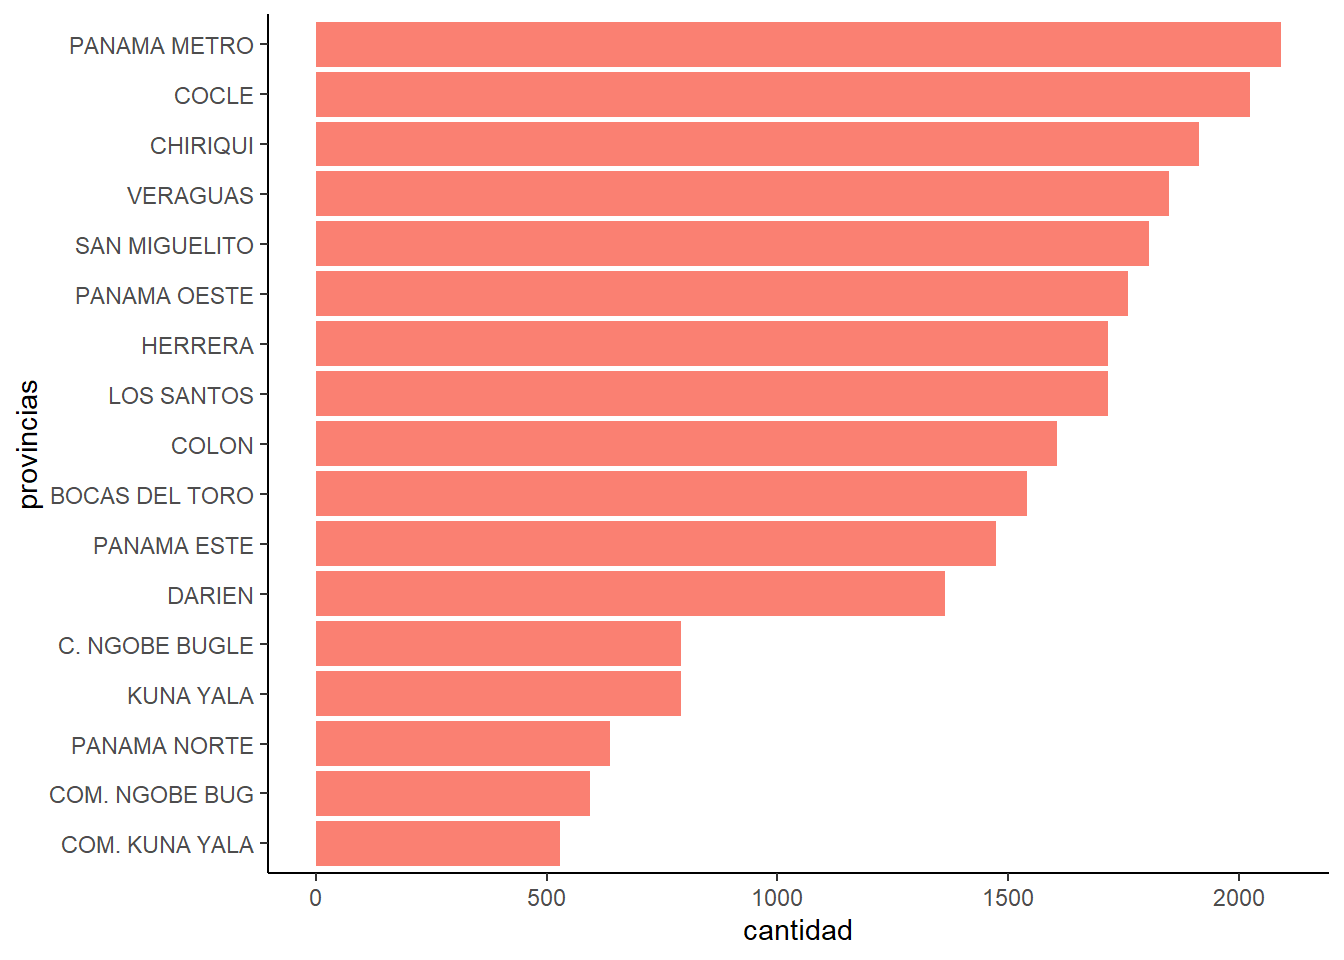 PANAMA METRO
COCLE
CHIRIQUI
VERAGUAS
SAN MIGUELITO
PANAMA OESTE
HERRERA
LOS SANTOS
COLON
BOCAS DEL TORO
PANAMA ESTE
DARIEN
C. NGOBE BUGLE
KUNA YALA
PANAMA NORTE
COM. NGOBE BUG
COM. KUNA YALA
provincias
0 500 1000 1500 2000
cantidad